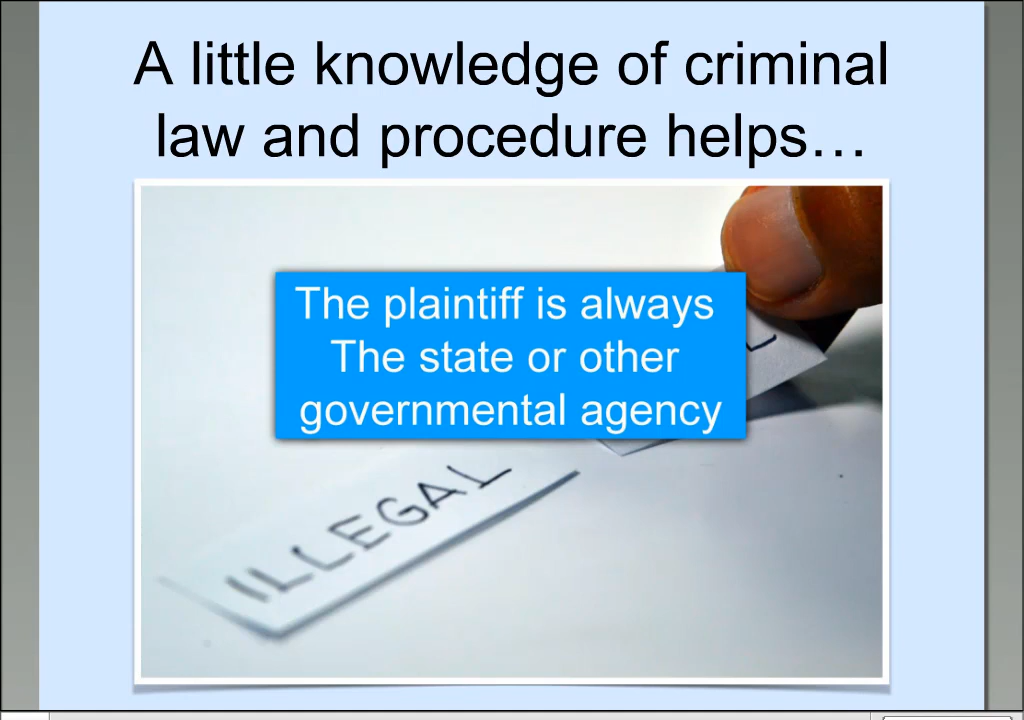 A little knowledge of criminal
law and procedure helps…
The plaintiff is always
The state or other
governmental agency
L
ILLEGAL